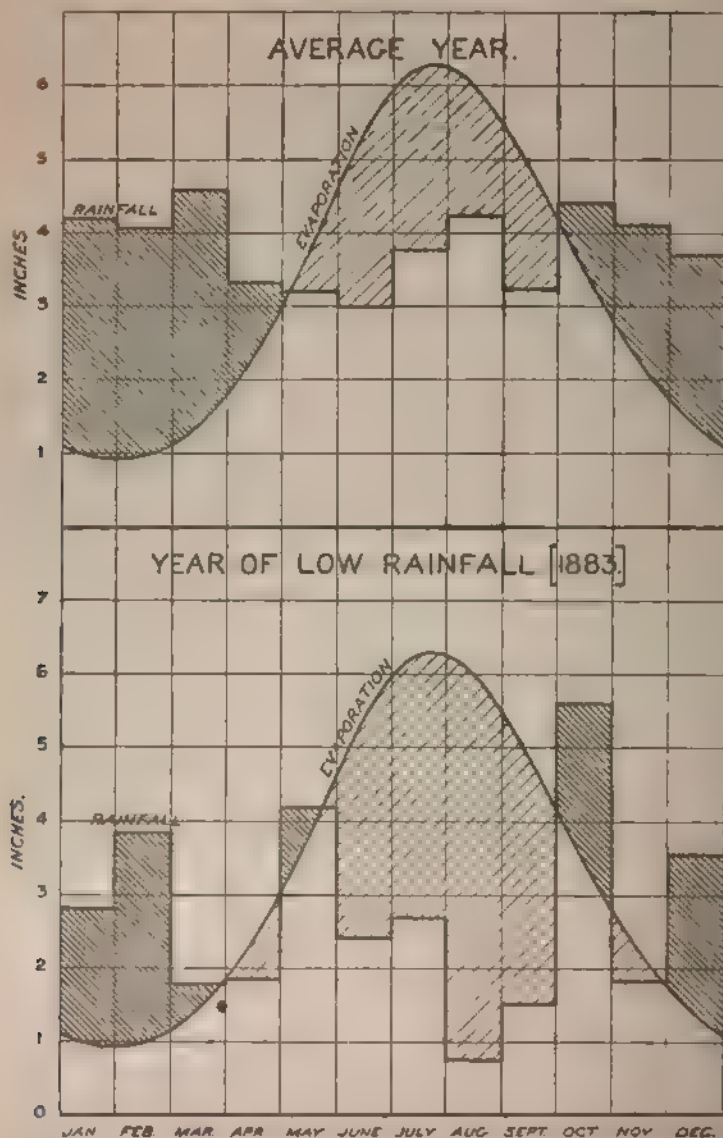 AVERAGE YEAR.
6
5
RAINFALL
EVAPORATION
4
INCHES
3
2
1
YEAR OF LOW RAINFALL [1883.]
7
6
EVAPORATION
5
4
RAINFALL
INCHES.
3
2
1
0
JAN FEB. MAR. APR. MAY JUNE JULY AUG SEPT. OCT NOV. DEC.